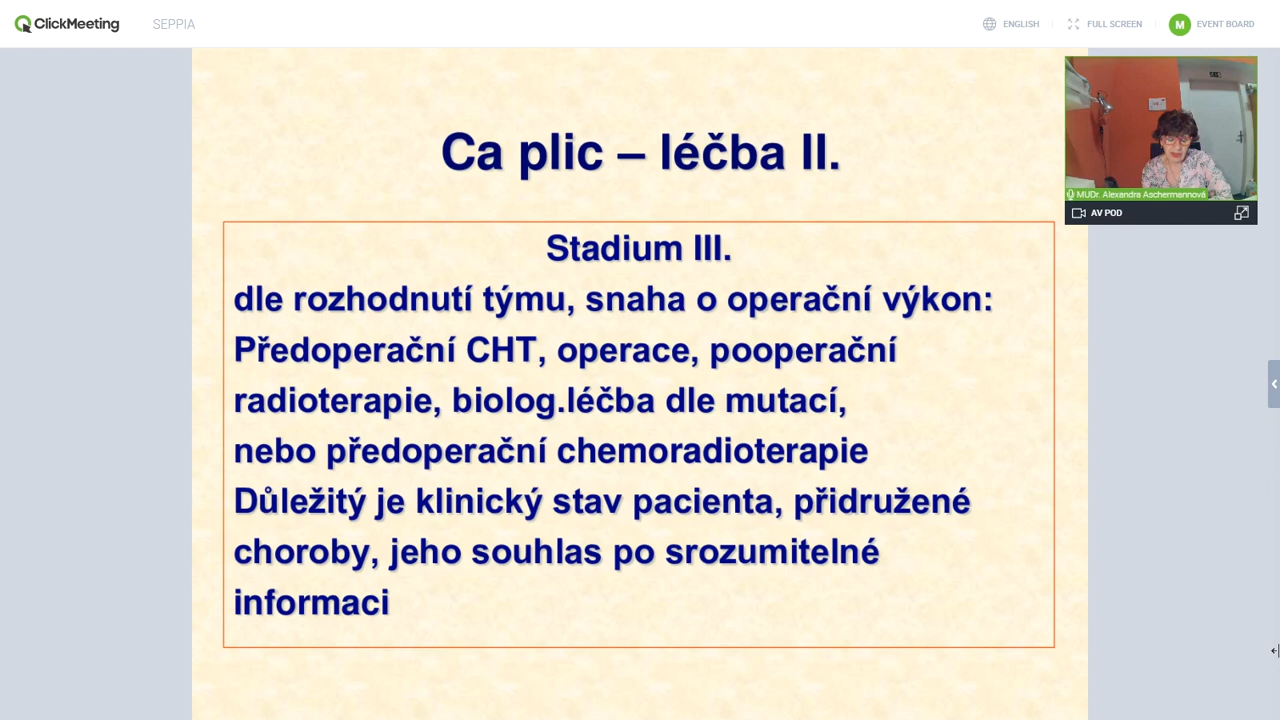 ClickMeeting
SEPPIA
ENGLISH
FULL SCREEN
M
EVENT BOARD
Ca plic – léčba II.
MUDr. Alexandra Aschermannová
AV POD
Stadium III.
dle rozhodnutí týmu, snaha o operační výkon:
Předoperační CHT, operace, pooperační
radioterapie, biolog.léčba dle mutací,
nebo předoperační chemoradioterapie
Důležitý je klinický stav pacienta, přidružené
choroby, jeho souhlas po srozumitelné
informaci